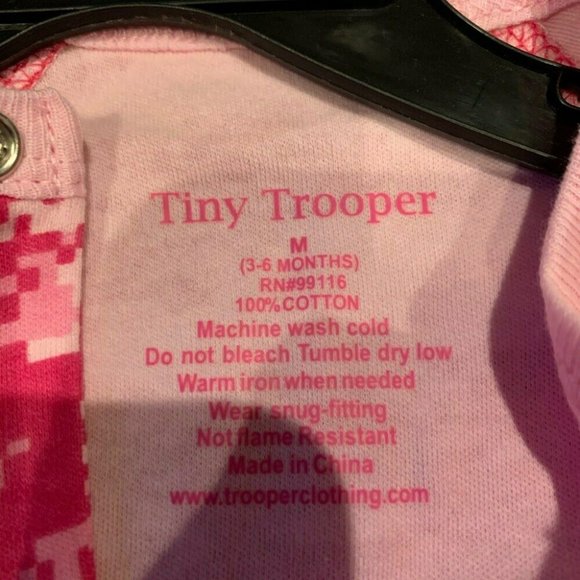 Tiny Trooper
M
(3-6 MONTHS)
RN#99116
100%COTTON
Machine wash cold
Do not bleach Tumble dry low
Warm iron when needed
Wear snug-fitting
Not flame Resistant
Made in China
www.trooperclothing.com